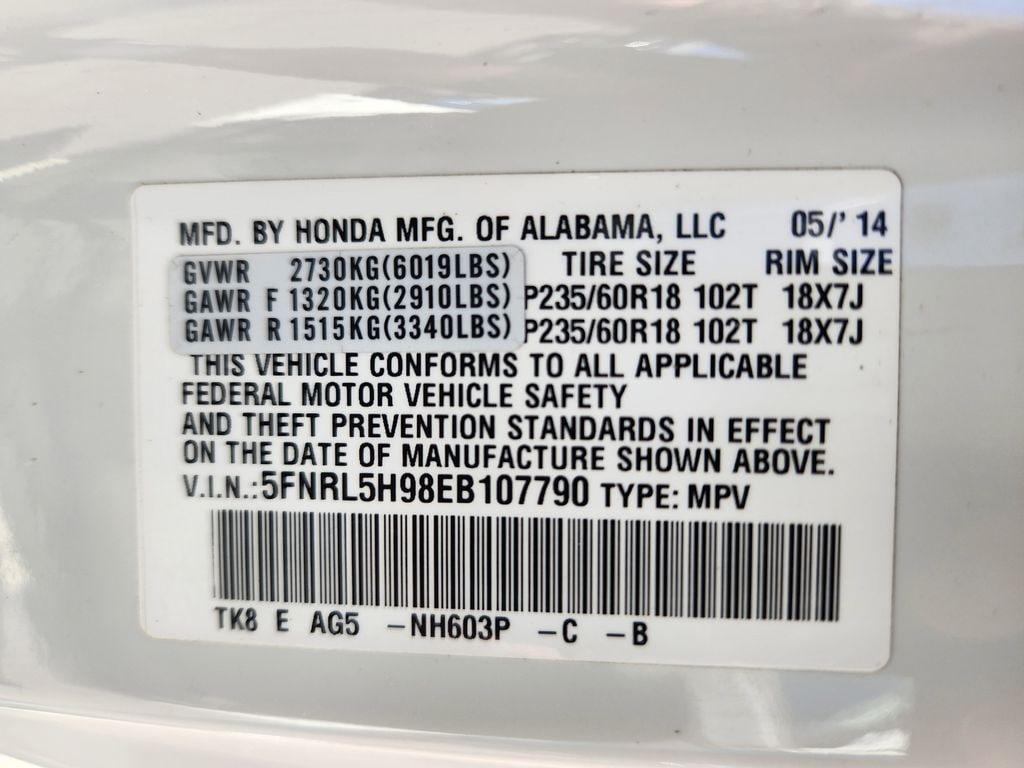 MFD. BY HONDA MFG. OF ALABAMA, LLC 05/' 14
GVWR 2730KG(6019LBS) TIRE SIZE RIM SIZE
GAWR F 1320KG(2910LBS) P235/60R18 102T 18X7J
GAWR R 1515KG(3340LBS) P235/60R18 102T 18X7J
THIS VEHICLE CONFORMS TO ALL APPLICABLE
FEDERAL MOTOR VEHICLE SAFETY
AND THEFT PREVENTION STANDARDS IN EFFECT
ON THE DATE OF MANUFACTURE SHOWN ABOVE.
V.I.N.:5FNRL5H98EB107790 TYPE: MPV
TK8 E AG5 –NH603P –C –B